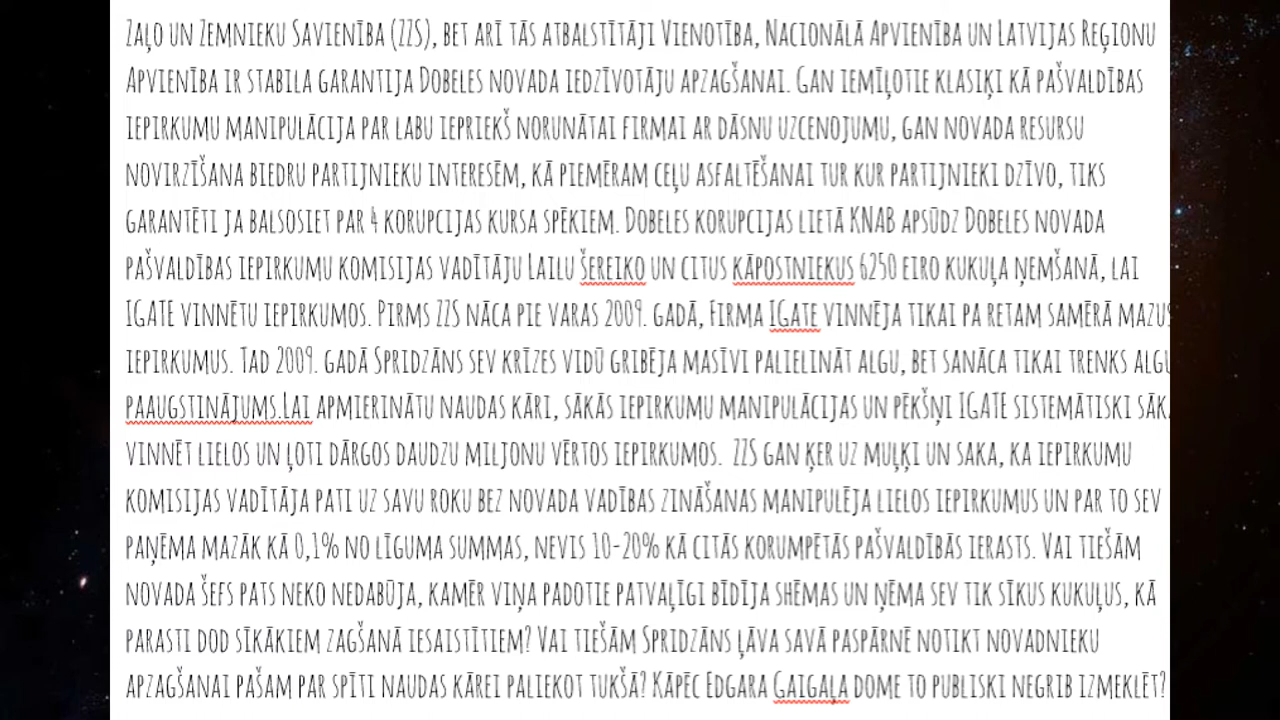 Zaļo un Zemnieku Savienība (ZZS), bet arī tās atbalstītāji Vienotība, Nacionālā Apvienība un Latvijas Reģionu
Apvienība ir stabila garantija Dobeles novada iedzīvotāju apzagšanai. Gan iemīļotie klasiķi kā pašvaldības
iepirkumu manipulācija par labu iepriekš norunātai firmai ar dāsnu uzcenojumu, gan novada resursu
novirzīšana biedru partijnieku interesēm, kā piemēram ceļu asfaltēšanai tur kur partijnieki dzīvo, tiks
garantēti ja balsosiet par 4 korupcijas kursa spēkiem. Dobeles korupcijas lietā KNAB apsūdz Dobeles novada
pašvaldības iepirkumu komisijas vadītāju Lailu Šereiko un citus kāpostniekus 6250 eiro kukuļa ņemšanā, lai
IGATE vinnētu iepirkumos. Pirms ZZS nāca pie varas 2009. gadā, firma IGate vinnēja tikai pa retam samērā mazus
iepirkumus. Tad 2009. gadā Spridzāns sev krīzes vidū gribēja masīvi palielināt algu, bet sanāca tikai trenks algu
paaugstinājums.Lai apmierinātu naudas kāri, sākās iepirkumu manipulācijas un pēkšņi IGATE sistemātiski sāk
vinnēt lielos un ļoti dārgos daudzu miljonu vērtos iepirkumos. ZZS gan ķer uz muļķi un saka, ka iepirkumu
komisijas vadītāja pati uz savu roku bez novada vadības zināšanas manipulēja lielos iepirkumus un par to sev
paņēma mazāk kā 0,1% no līguma summas, nevis 10-20% kā citās korumpētās pašvaldībās ierasts. Vai tiešām
novada šefs pats neko nedabūja, kamēr viņa padotie patvaļīgi bīdīja shēmas un ņēma sev tik sīkus kukuļus, kā
parasti dod sīkākiem zagšanā iesaistītiem? Vai tiešām Spridzāns ļāva savā paspārnē notikt novadnieku
apzagšanai pašam par spīti naudas kārei paliekot tukšā? Kāpēc Edgara Gaigaļa dome to publiski negrib izmeklēt?